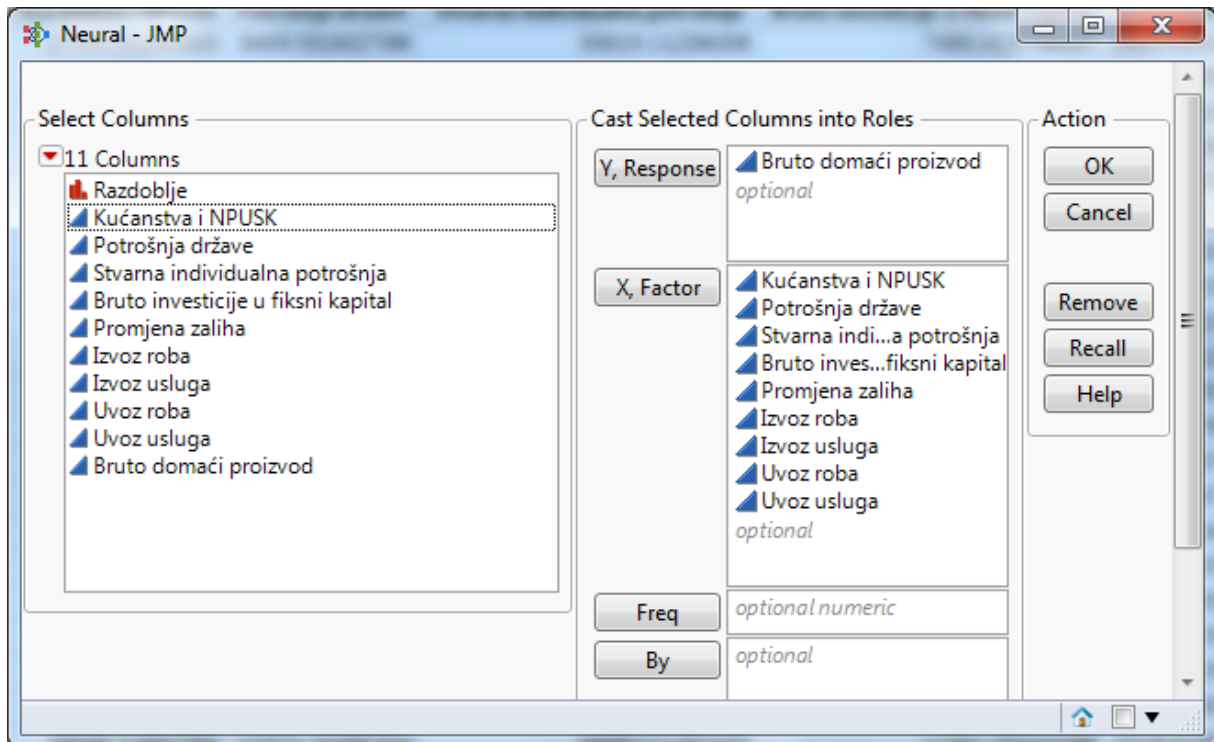 Neural - JMP
Select Columns
11 Columns
Razdoblje
Kućanstva i NPUSK
Potrošnja države
Stvarna individualna potrošnja
Bruto investicije u fiksni kapital
Promjena zaliha
Izvoz roba
Izvoz usluga
Uvoz roba
Uvoz usluga
Bruto domaći proizvod
Cast Selected Columns into Roles
Y, Response
Bruto domaći proizvod
optional
X, Factor
Kućanstva i NPUSK
Potrošnja države
Stvarna indi...a potrošnja
Bruto inves...fiksni kapital
Promjena zaliha
Izvoz roba
Izvoz usluga
Uvoz roba
Uvoz usluga
optional
Freq
optional numeric
By
optional
Action
OK
Cancel
Remove
Recall
Help